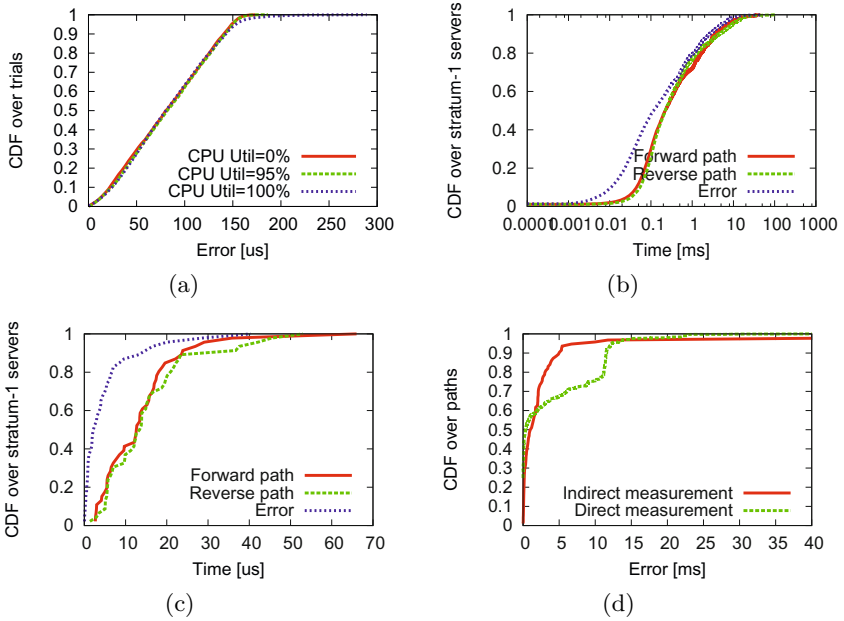 CDF over trials
1
0.9
0.8
0.7
0.6
0.5
0.4
0.3
0.2
0.1
0
CPU Util=0%
CPU Util=95%
CPU Util=100%
0 50 100 150 200 250 300
Error [us]
(a)
CDF over stratum-1 servers
1
0.8
0.6
0.4
0.2
0
Forward path
Reverse path
Error
0.0001 0.001 0.01 0.1 1 10 100 1000
Time [ms]
(b)
CDF over stratum-1 servers
1
0.8
0.6
0.4
0.2
0
Forward path
Reverse path
Error
0 10 20 30 40 50 60 70
Time [us]
(c)
CDF over paths
1
0.9
0.8
0.7
0.6
0.5
0.4
0.3
0.2
0.1
0
Indirect measurement
Direct measurement
0 5 10 15 20 25 30 35 40
Error [ms]
(d)